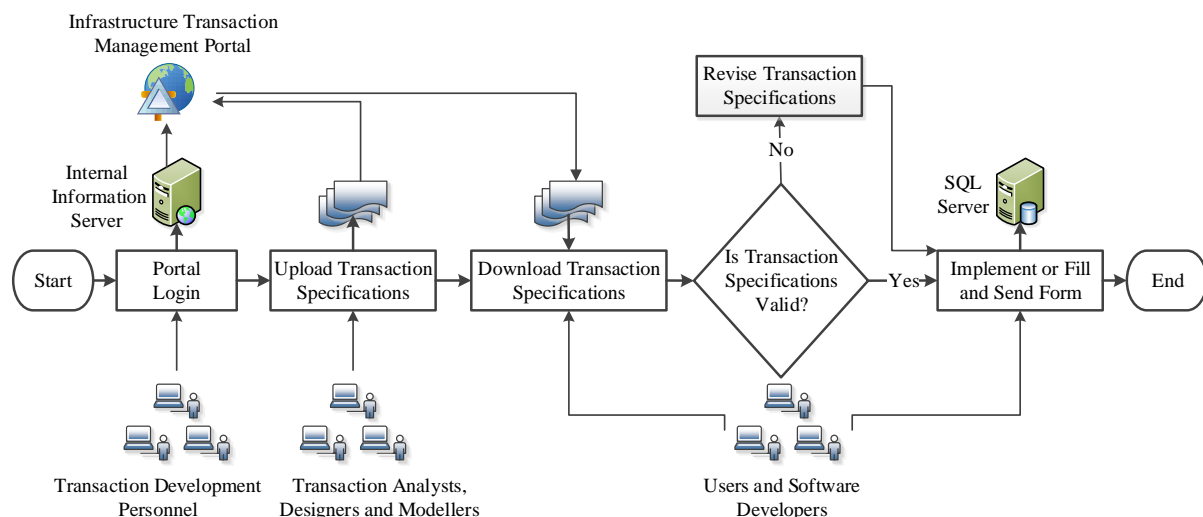 Infrastructure Transaction
Management Portal
Revise Transaction
Specifications
No
Internal
Information
Server
SQL
Server
Start
Portal
Login
Upload Transaction
Specifications
Download Transaction
Specifications
Is Transaction
Specifications
Valid?
Yes
Implement or Fill
and Send Form
End
Transaction Development
Personnel
Transaction Analysts,
Designers and Modellers
Users and Software
Developers